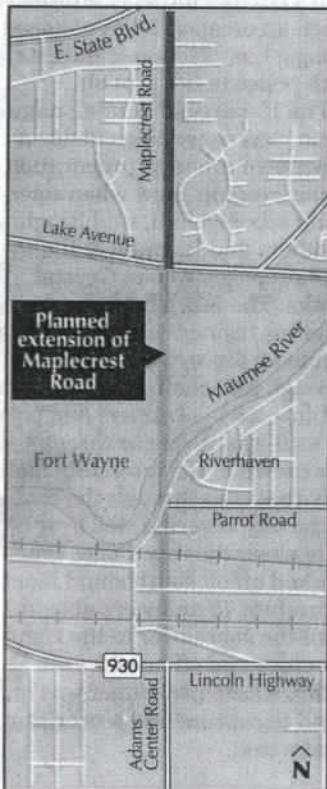 E. State Blvd.
Maplecrest Road
Lake Avenue
Planned
extension of
Maplecrest
Road
Maumee River
Fort Wayne
Riverhaven
Parrot Road
930
Lincoln Highway
Adams
Center Road
N